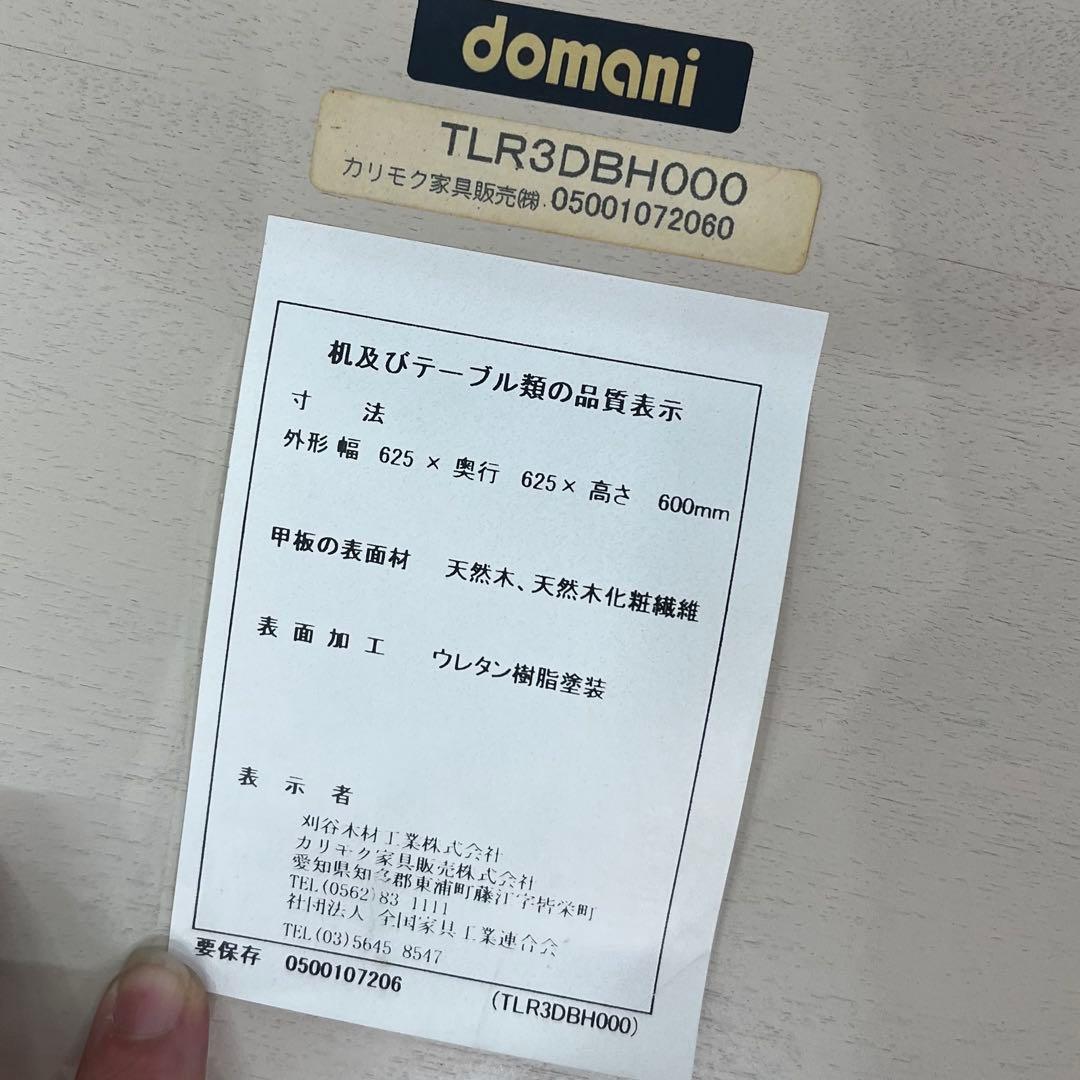 domani
TLR3DBH000
カリモク家具販売㈱. 05001072060
机及びテーブル類の品質表示
寸 法
外形 幅 625 × 奥行 625 × 高さ 600mm
甲板の表面材 天然木、天然木化粧繊維
表面加工 ウレタン樹脂塗装
表示者
刈谷木材工業株式会社
カリモク家具販売株式会社
愛知県知多郡東浦町藤江字皆栄町
TEL(0562)83 1111
社団法人 全国家具工業連合会
TEL(03)5645 8547
要保存 0500107206 (TLR3DBH000)